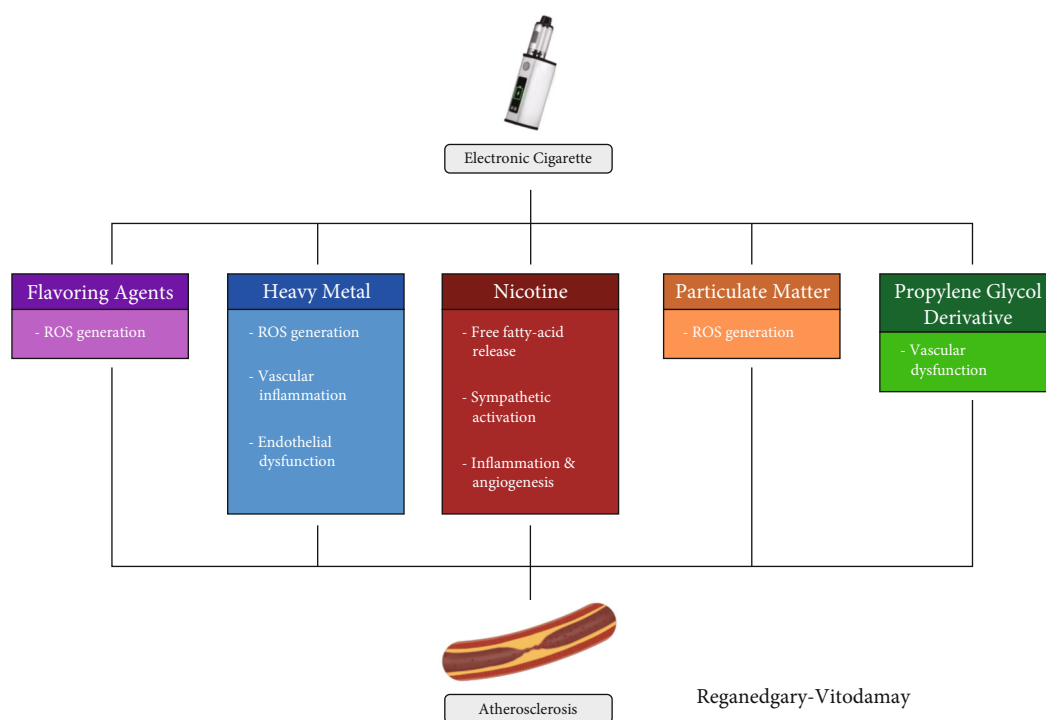 Electronic Cigarette
Flavoring Agents
- ROS generation
Heavy Metal
- ROS generation
- Vascular
inflammation
- Endothelial
dysfunction
Nicotine
- Free fatty-acid
release
- Sympathetic
activation
- Inflammation &
angiogenesis
Particulate Matter
- ROS generation
Propylene Glycol
Derivative
- Vascular
dysfunction
Atherosclerosis
Reganedgary-Vitodamay